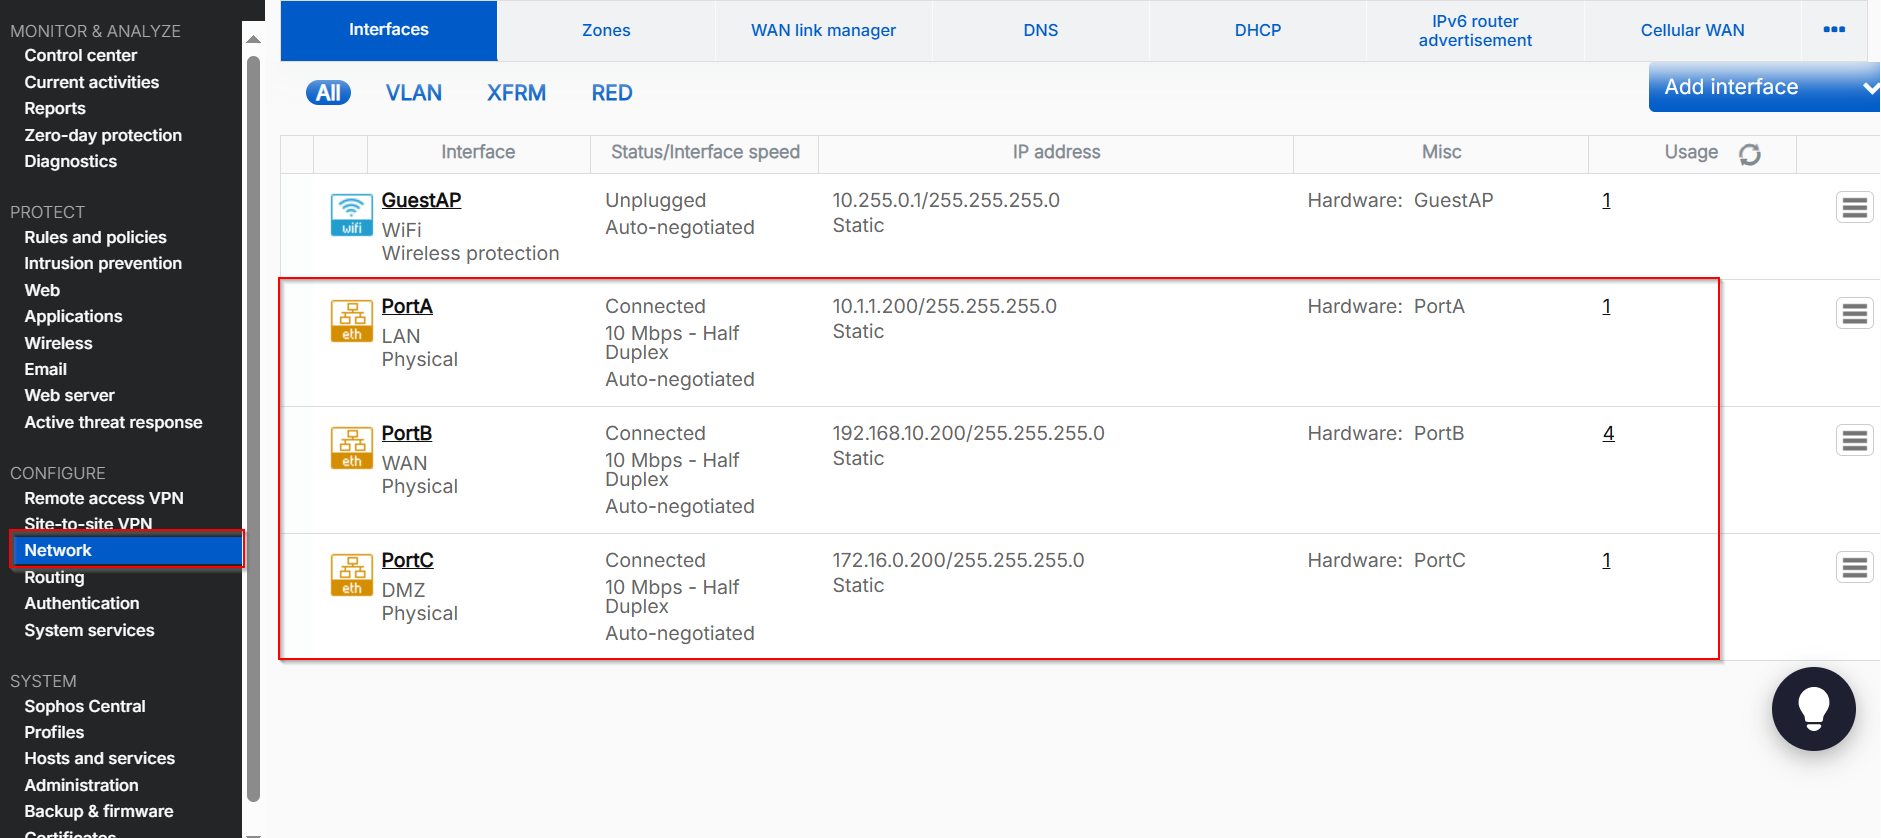 MONITOR & ANALYZE
Control center
Current activities
Reports
Zero-day protection
Diagnostics
PROTECT
Rules and policies
Intrusion prevention
Web
Applications
Wireless
Email
Web server
Active threat response
CONFIGURE
Remote access VPN
Site-to-site VPN
Network
Routing
Authentication
System services
SYSTEM
Sophos Central
Profiles
Hosts and services
Administration
Backup & firmware
Certificates
Interfaces
Zones
WAN link manager
DNS
DHCP
IPv6 router
advertisement
Cellular WAN
All VLAN XFRM RED
Add interface
Interface Status/Interface speed IP address Misc Usage
GuestAP Unplugged 10.255.0.1/255.255.255.0 Hardware: GuestAP 1
wifi WiFi Auto-negotiated Static
Wireless protection
PortA Connected 10.1.1.200/255.255.255.0 Hardware: PortA 1
eth LAN 10 Mbps - Half Static
Physical Duplex
Auto-negotiated
PortB Connected 192.168.10.200/255.255.255.0 Hardware: PortB 4
eth WAN 10 Mbps - Half Static
Physical Duplex
Auto-negotiated
PortC Connected 172.16.0.200/255.255.255.0 Hardware: PortC 1
eth DMZ 10 Mbps - Half Static
Physical Duplex
Auto-negotiated